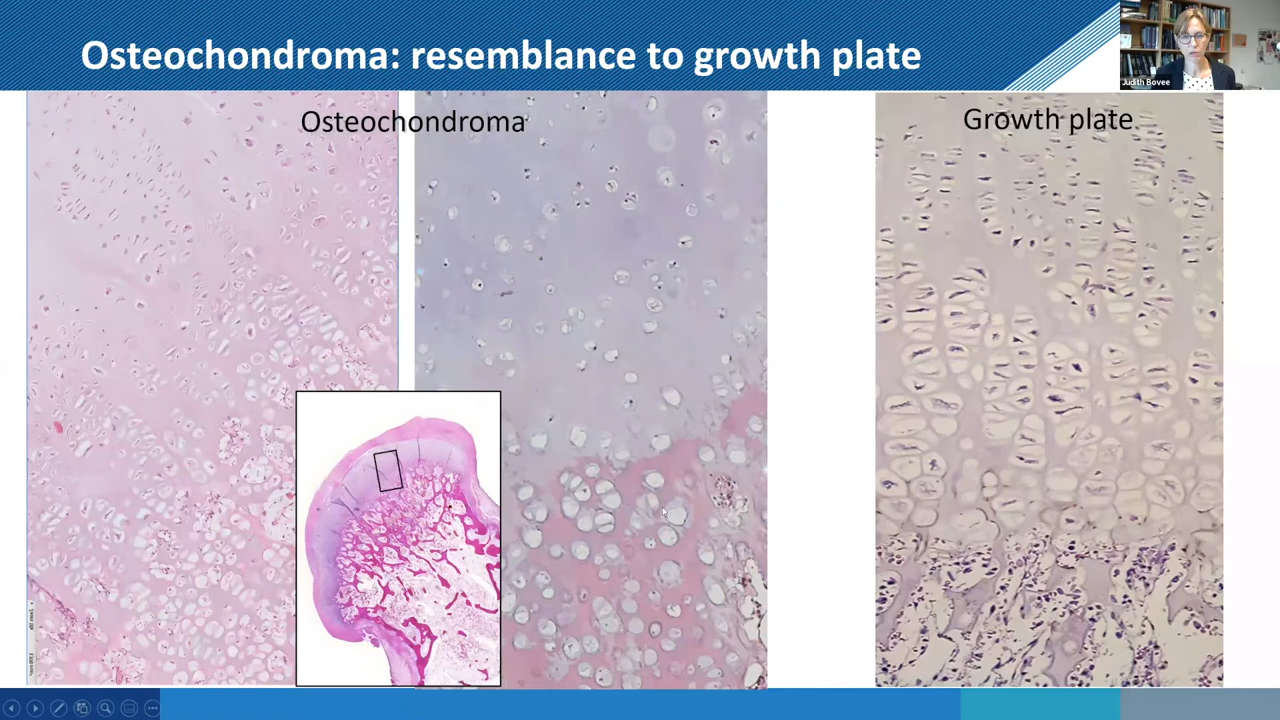 Osteochondroma: resemblance to growth plate
Judith Bovee
Osteochondroma
Growth plate